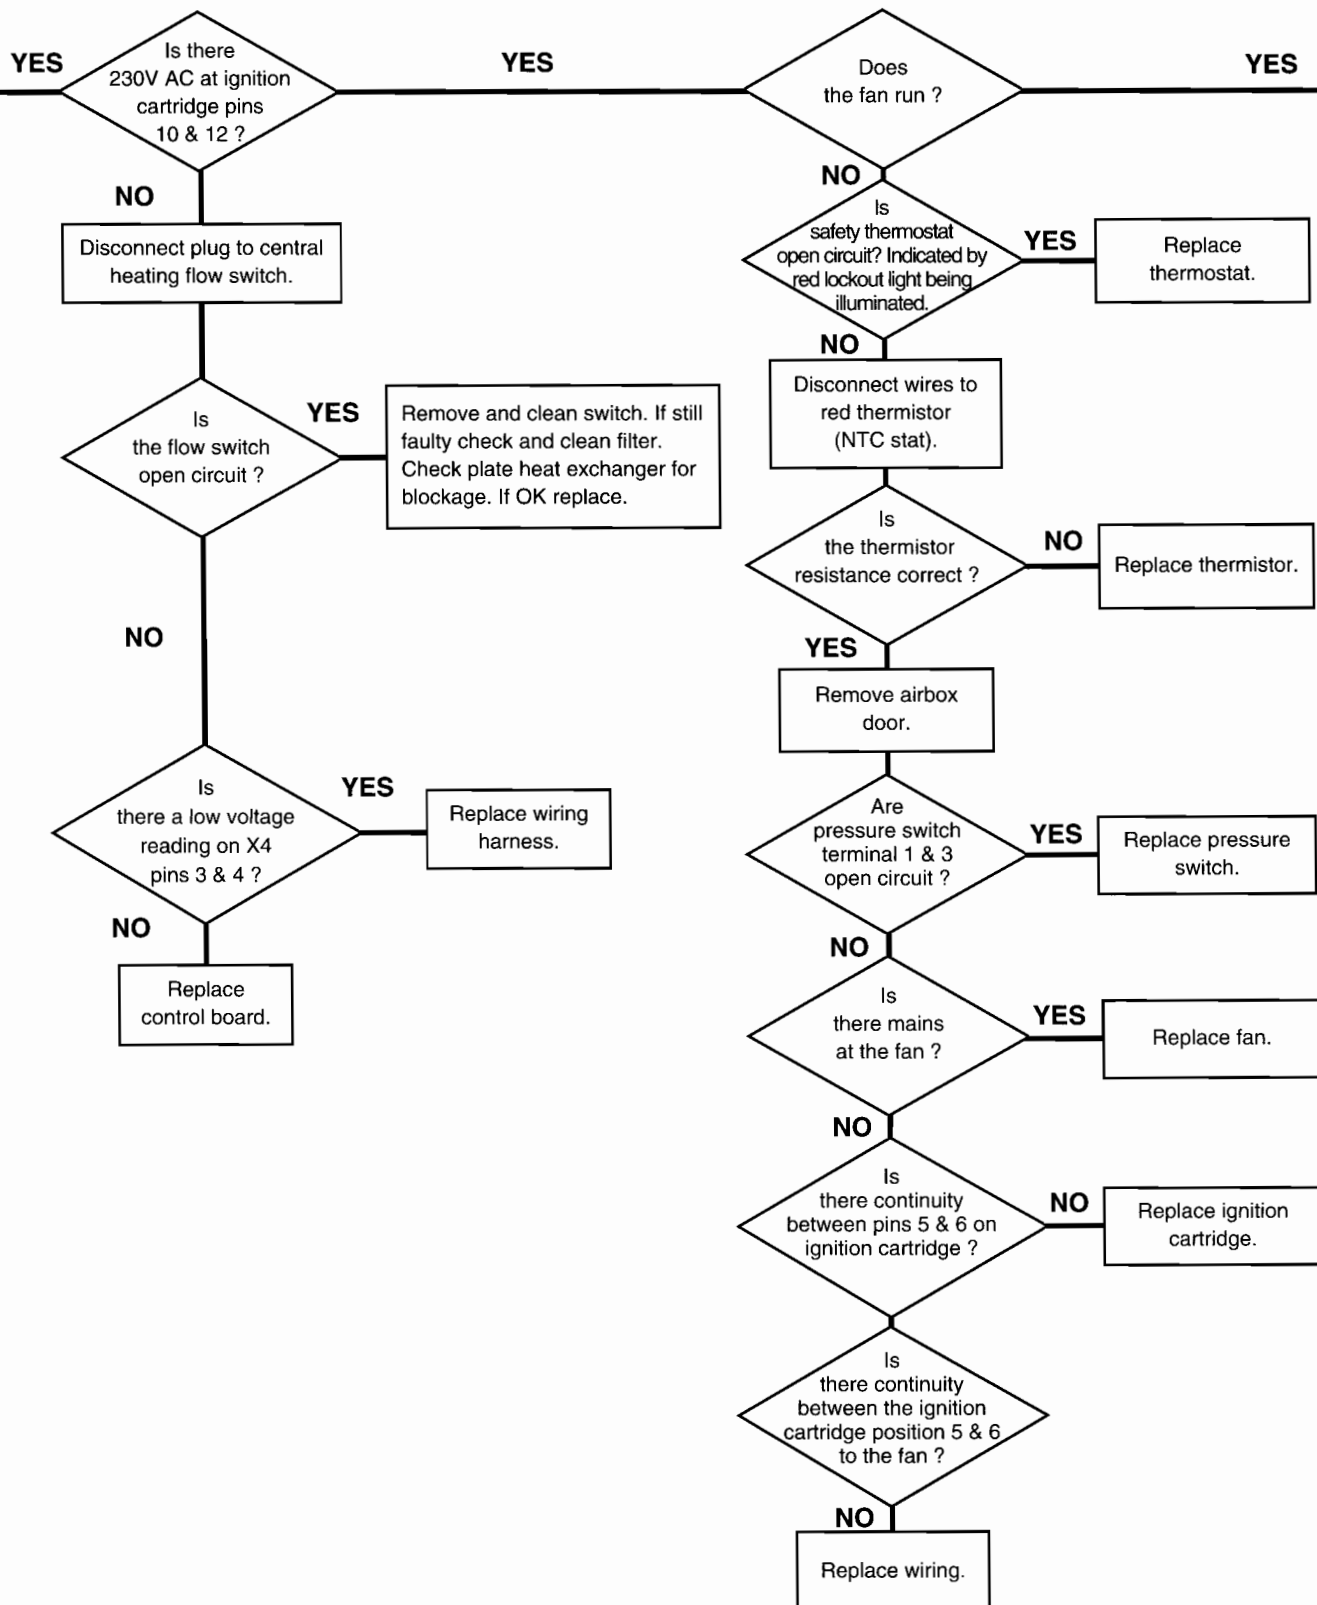 YES
Is there
230V AC at ignition
cartridge pins
10 & 12 ?
YES
Does
the fan run ?
YES
NO
Disconnect plug to central
heating flow switch.
Is
the flow switch
open circuit ?
YES
Remove and clean switch. If still
faulty check and clean filter.
Check plate heat exchanger for
blockage. If OK replace.
NO
Is
there a low voltage
reading on X4
pins 3 & 4 ?
YES
Replace wiring
harness.
NO
Replace
control board.
NO
Is
safety thermostat
open circuit? Indicated by
red lockout light being
illuminated.
YES
Replace
thermostat.
NO
Disconnect wires to
red thermistor
(NTC stat).
Is
the thermistor
resistance correct ?
NO
Replace thermistor.
YES
Remove airbox
door.
Are
pressure switch
terminal 1 & 3
open circuit ?
YES
Replace pressure
switch.
NO
Is
there mains
at the fan ?
YES
Replace fan.
NO
Is
there continuity
between pins 5 & 6 on
ignition cartridge ?
NO
Replace ignition
cartridge.
Is
there continuity
between the ignition
cartridge position 5 & 6
to the fan ?
NO
Replace wiring.